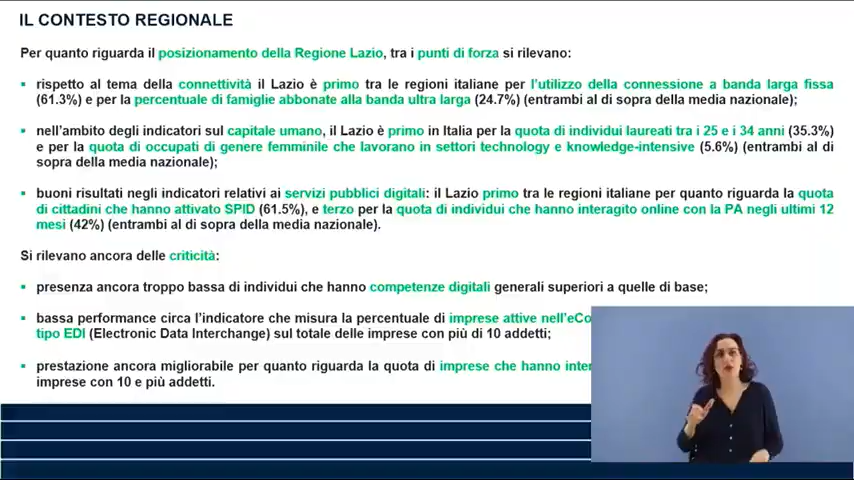 IL CONTESTO REGIONALE
Per quanto riguarda il posizionamento della Regione Lazio, tra i punti di forza si rilevano:
▪ rispetto al tema della connettività il Lazio è primo tra le regioni italiane per l'utilizzo della connessione a banda larga fissa
(61.3%) e per la percentuale di famiglie abbonate alla banda ultra larga (24.7%) (entrambi al di sopra della media nazionale);
▪ nell'ambito degli indicatori sul capitale umano, il Lazio è primo in Italia per la quota di individui laureati tra i 25 e i 34 anni (35.3%)
e per la quota di occupati di genere femminile che lavorano in settori technology e knowledge-intensive (5.6%) (entrambi al di
sopra della media nazionale);
▪ buoni risultati negli indicatori relativi ai servizi pubblici digitali: il Lazio primo tra le regioni italiane per quanto riguarda la quota
di cittadini che hanno attivato SPID (61.5%), e terzo per la quota di individui che hanno interagito online con la PA negli ultimi 12
mesi (42%) (entrambi al di sopra della media nazionale).
Si rilevano ancora delle criticità:
▪ presenza ancora troppo bassa di individui che hanno competenze digitali generali superiori a quelle di base;
▪ bassa performance circa l'indicatore che misura la percentuale di imprese attive nell'eCo
tipo EDI (Electronic Data Interchange) sul totale delle imprese con più di 10 addetti;
▪ prestazione ancora migliorabile per quanto riguarda la quota di imprese che hanno inter
imprese con 10 e più addetti.